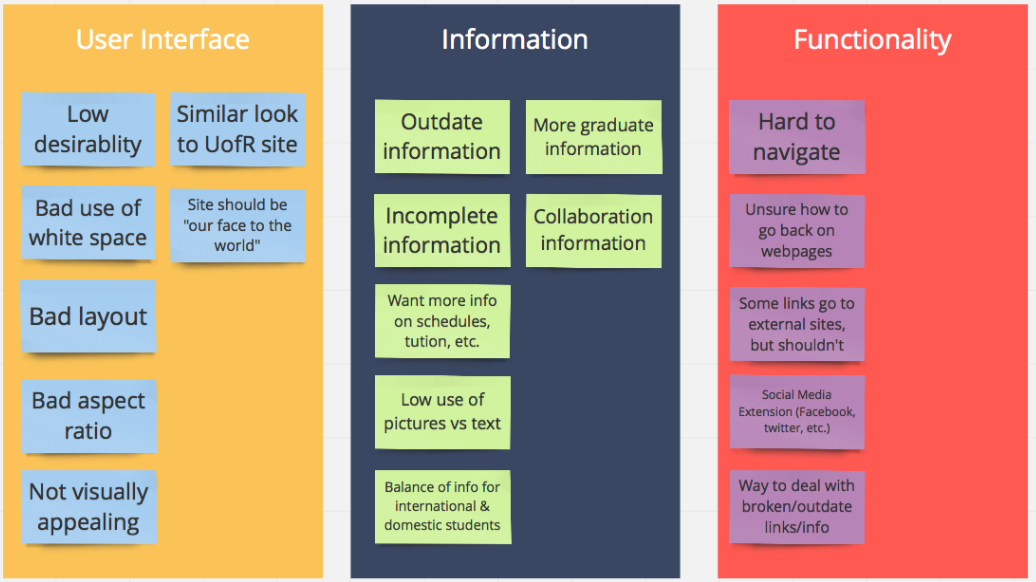 User Interface
Low
desirablity
Similar look
to UofR site
Bad use of
white space
Site should be
"our face to the
world"
Bad layout
Bad aspect
ratio
Not visually
appealing
Information
Outdate
information
More graduate
information
Incomplete
information
Collaboration
information
Want more info
on schedules,
tution, etc.
Low use of
pictures vs text
Balance of info for
international &
domestic students
Functionality
Hard to
navigate
Unsure how to
go back on
webpages
Some links go to
external sites,
but shouldn't
Social Media
Extension (Facebook,
twitter, etc.)
Way to deal with
broken/outdate
links/info